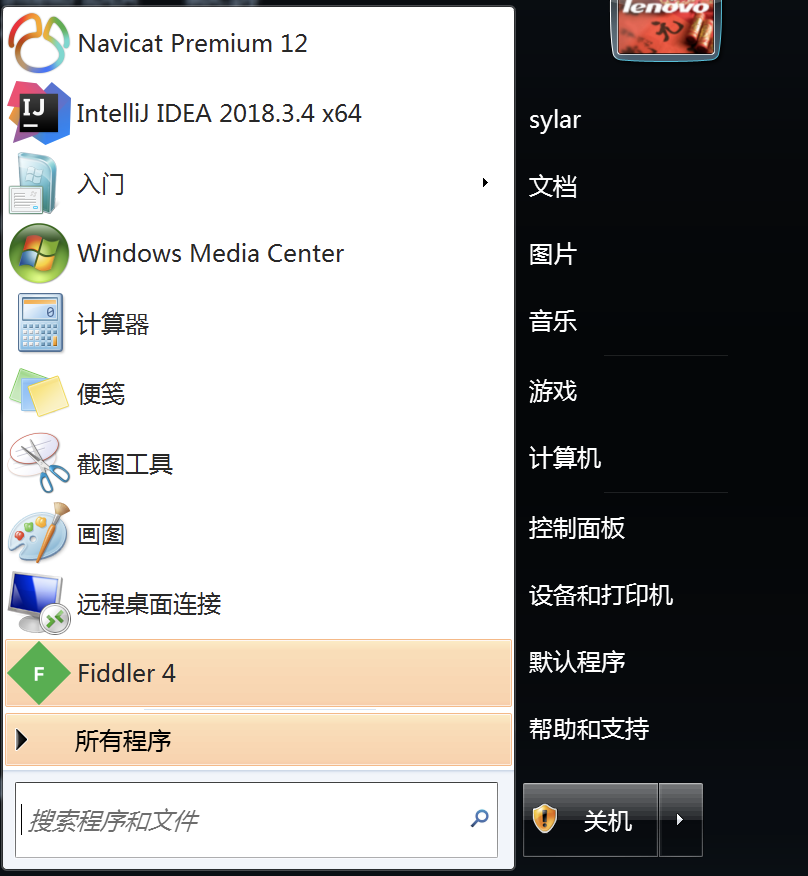 Navicat Premium 12
IJ
IntelliJ IDEA 2018.3.4 x64
入门
Windows Media Center
0
计算器
便笺
截图工具
画图
远程桌面连接
F
Fiddler 4
所有程序
搜索程序和文件
lenovo
sylar
文档
图片
音乐
游戏
计算机
控制面板
设备和打印机
默认程序
帮助和支持
关机